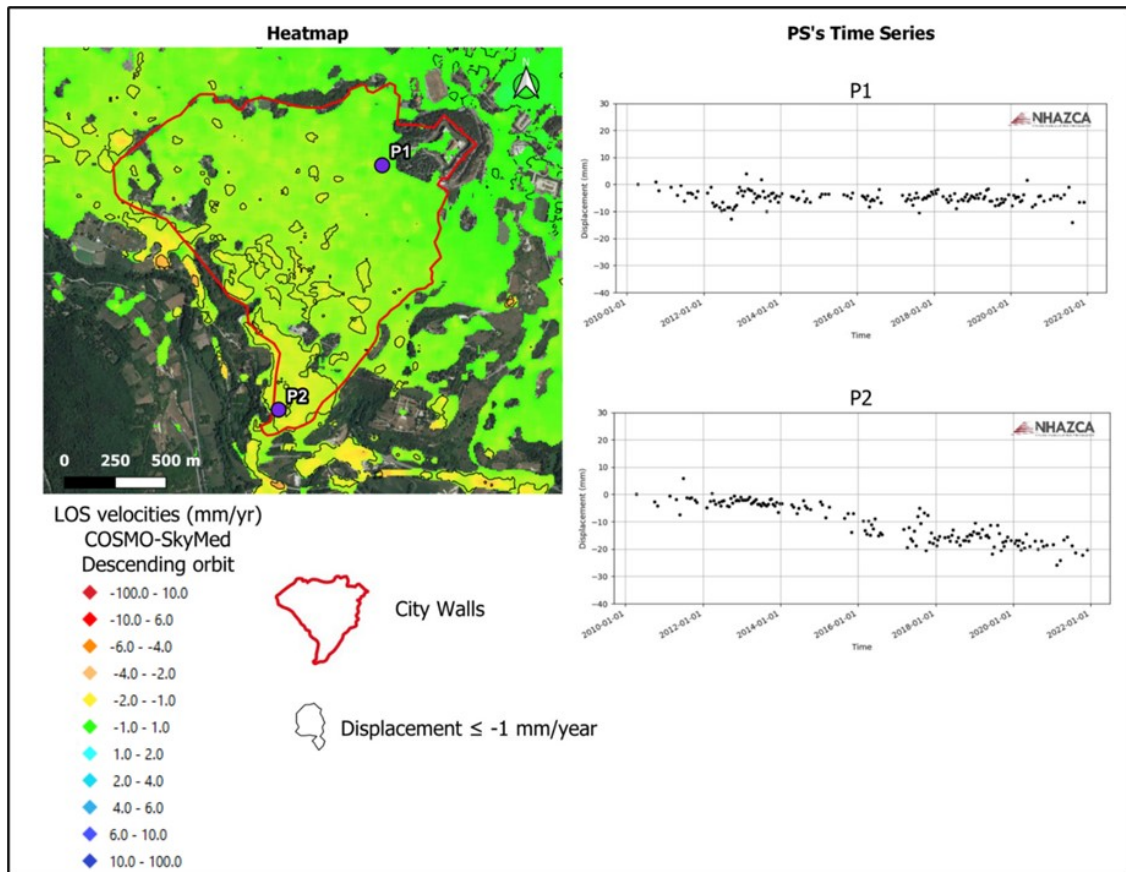 Heatmap
N
P1
P2
0 250 500 m
LOS velocities (mm/yr)
COSMO-SkyMed
Descending orbit
-100.0 - 10.0
-10.0 - 6.0
-6.0 - -4.0
-4.0 - -2.0
-2.0 - -1.0
-1.0 - 1.0
1.0 - 2.0
2.0 - 4.0
4.0 - 6.0
6.0 - 10.0
10.0 - 100.0
City Walls
Displacement ≤ -1 mm/year
PS's Time Series
P1
NHAZCA
Displacement (mm)
30
20
10
0
−10
−20
−30
−40
2010-01-01
2012-01-01
2014-01-01
2016-01-01
2018-01-01
2020-01-01
2022-01-01
Time
P2
NHAZCA
Displacement (mm)
30
20
10
0
−10
−20
−30
−40
2010-01-01
2012-01-01
2014-01-01
2016-01-01
2018-01-01
2020-01-01
2022-01-01
Time